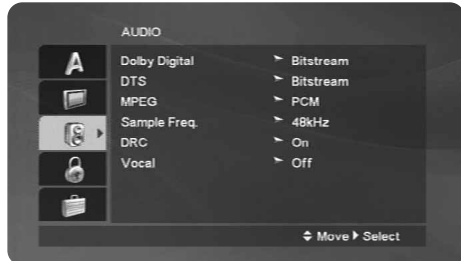 AUDIO
A
Dolby Digital Bitstream
DTS Bitstream
MPEG PCM
Sample Freq. 48kHz
DRC On
Vocal Off
Move Select